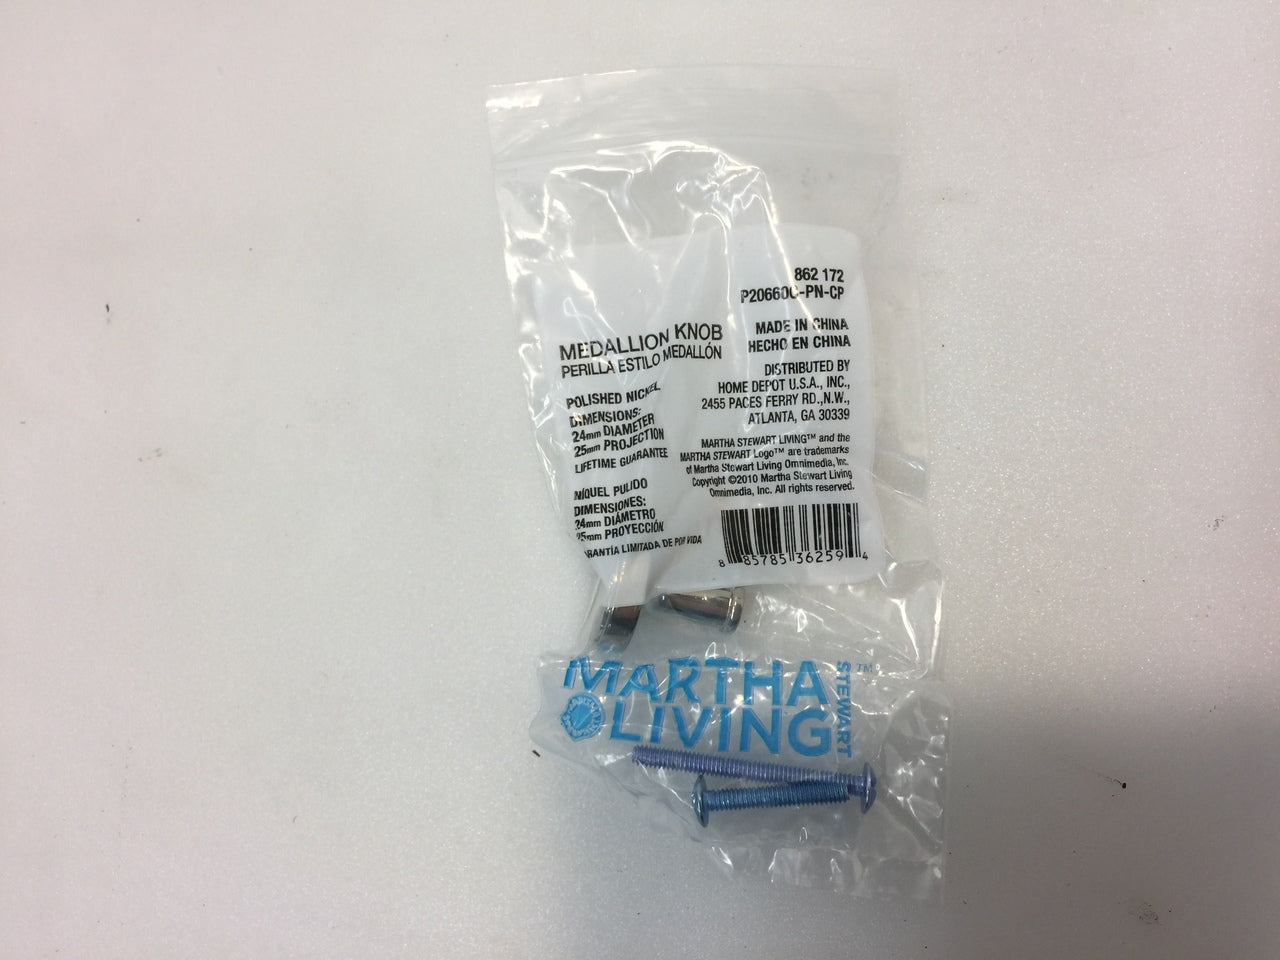 862 172
P20660C-PN-CP
MEDALLION KNOB
PERILLA ESTILO MEDALLÓN
POLISHED NICKEL
DIMENSIONS:
24mm DIAMETER
25mm PROJECTION
LIFETIME GUARANTEE
NÍQUEL PULIDO
DIMENSIONES:
24mm DIÁMETRO
25mm PROYECCIÓN
RANTÍA LIMITADA DE POR VIDA
MADE IN CHINA
HECHO EN CHINA
DISTRIBUTED BY
HOME DEPOT U.S.A., INC.,
2455 PACES FERRY RD.,N.W.,
ATLANTA, GA 30339
MARTHA STEWART LIVING™ and the
MARTHA STEWART Logo™ are trademarks
of Martha Stewart Living Omnimedia, Inc.
Copyright ©2010 Martha Stewart Living
Omnimedia, Inc. All rights reserved.
8 85785 36259 4
MARTHA
STEWART™
LIVING